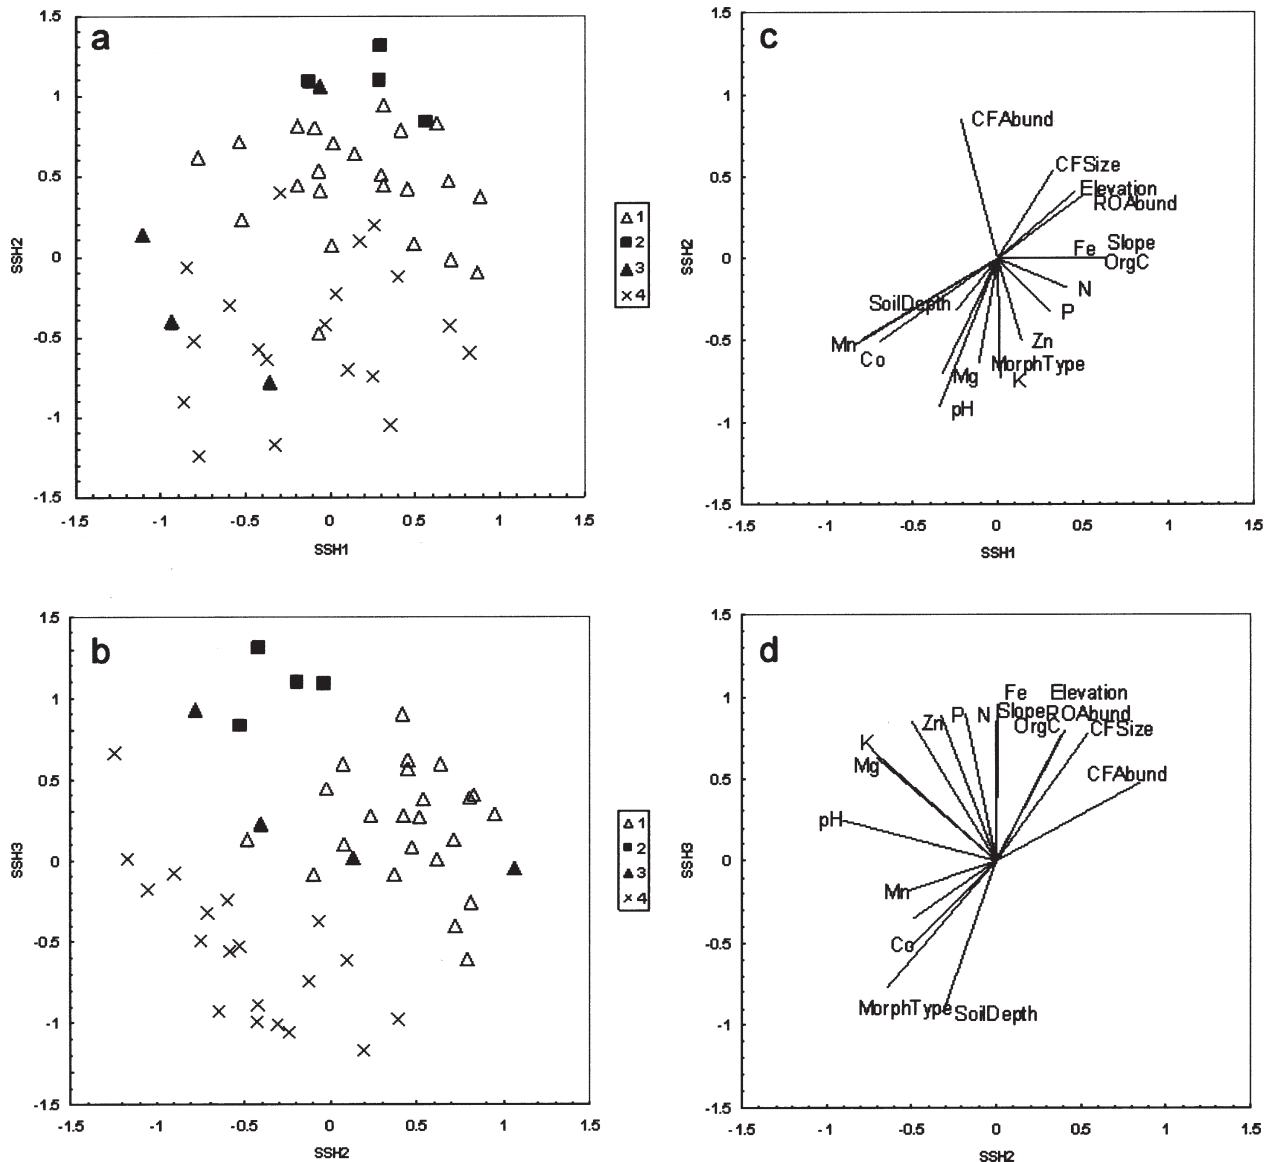 a
1.5
1
0.5
0
-0.5
-1
-1.5
SSH2
-1.5
-1
-0.5
0
0.5
1
1.5
SSH1
1
2
3
4
c
1.5
1
0.5
0
-0.5
-1
-1.5
SSH2
CFAbund
CFSize
Elevation
ROAbund
Fe
Slope
OrgC
N
P
SoilDepth
Mn
Co
Zn
MorphType
Mg
K
pH
-1.5
-1
-0.5
0
0.5
1
1.5
SSH1
b
1.5
1
0.5
0
-0.5
-1
-1.5
SSH3
-1.5
-1
-0.5
0
0.5
1
1.5
SSH2
1
2
3
4
d
1.5
1
0.5
0
-0.5
-1
-1.5
SSH3
Fe
Elevation
Zn
P
N
Slope
ROAbund
OrgC
CFSize
K
Mg
CFAbund
pH
Mn
Co
MorphType
SoilDepth
-1.5
-1
-0.5
0
0.5
1
1.5
SSH2